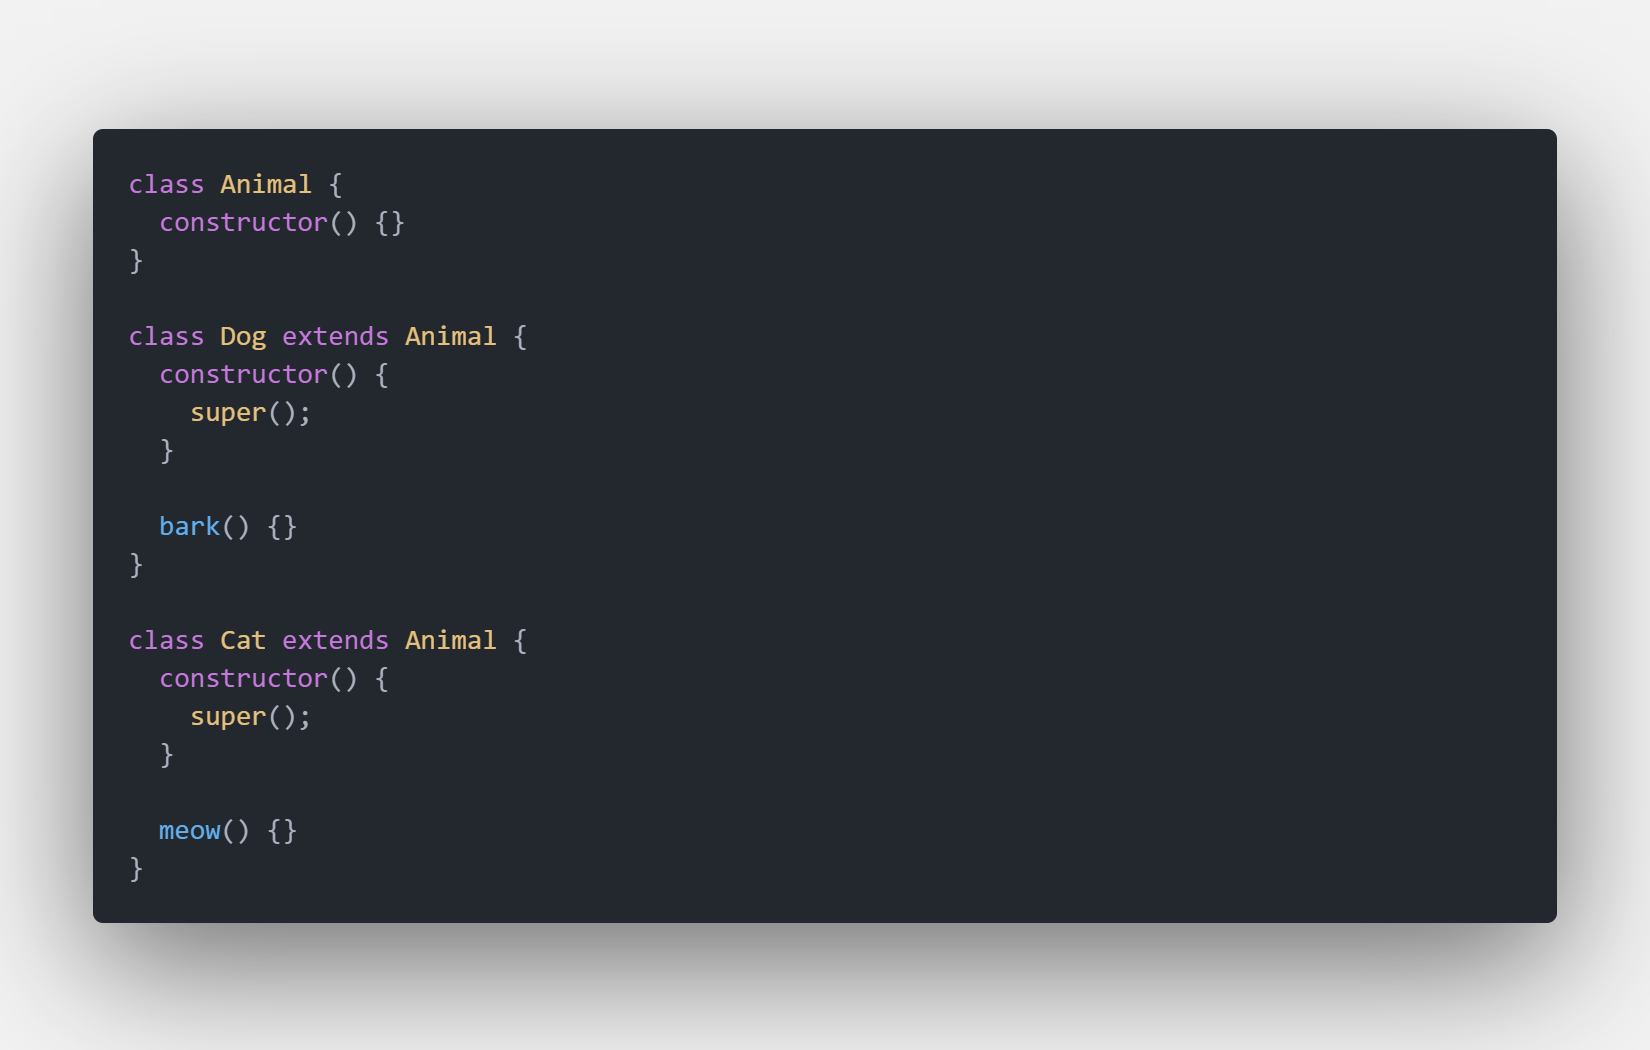 class Animal {
  constructor() {}
}

class Dog extends Animal {
  constructor() {
    super();
  }

  bark() {}
}

class Cat extends Animal {
  constructor() {
    super();
  }

  meow() {}
}